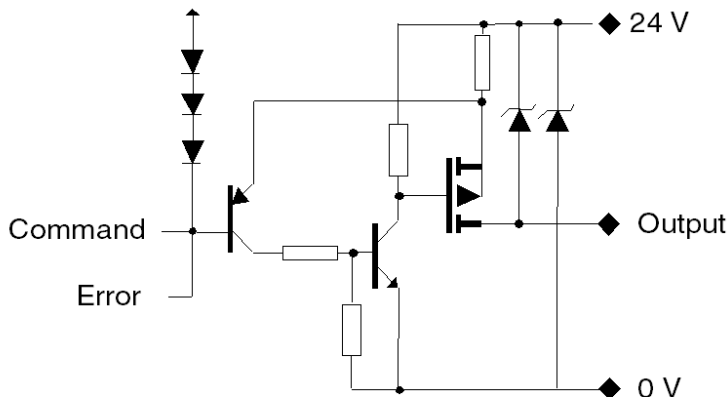 24 V
Command
Output
Error
0 V